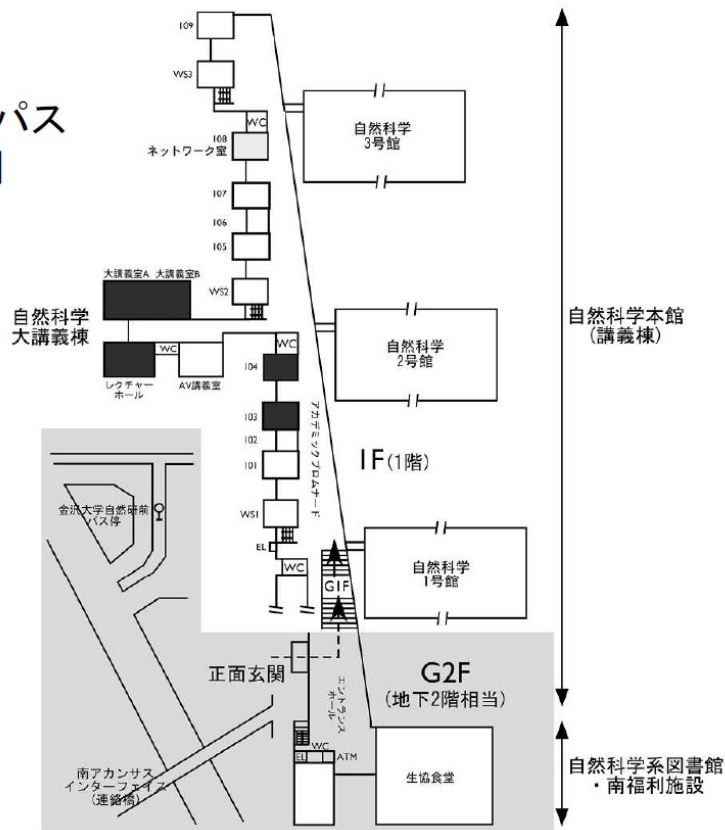 パス
109
WS3
WC
108
ネットワーク室
107
106
105
WS2
大講義室A 大講義室B
自然科学
大講義棟
WC
レクチャー
ホール
AV講義室
WC
104
103
102
101
WS1
EL
WC
アカデミックプロムナード
自然科学
3号館
自然科学
2号館
1F(1階)
自然科学
1号館
G1F
自然科学本館
(講義棟)
金沢大学自然研前
バス停
正面玄関
G2F
(地下2階相当)
エントランス
ホール
南アカンサス
インターフェイス
(連絡橋)
WC
EL
ATM
生協食堂
自然科学系図書館
・南福利施設